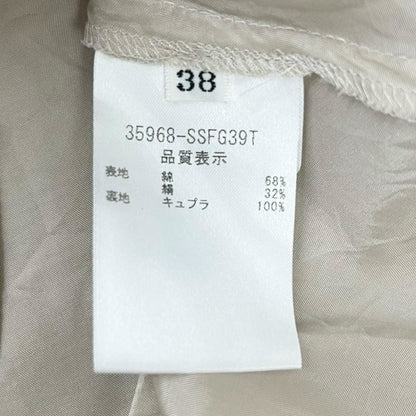 38
35968-SSFG39T
品質表示
表地 綿 68%
絹 32%
裏地 キュプラ 100%